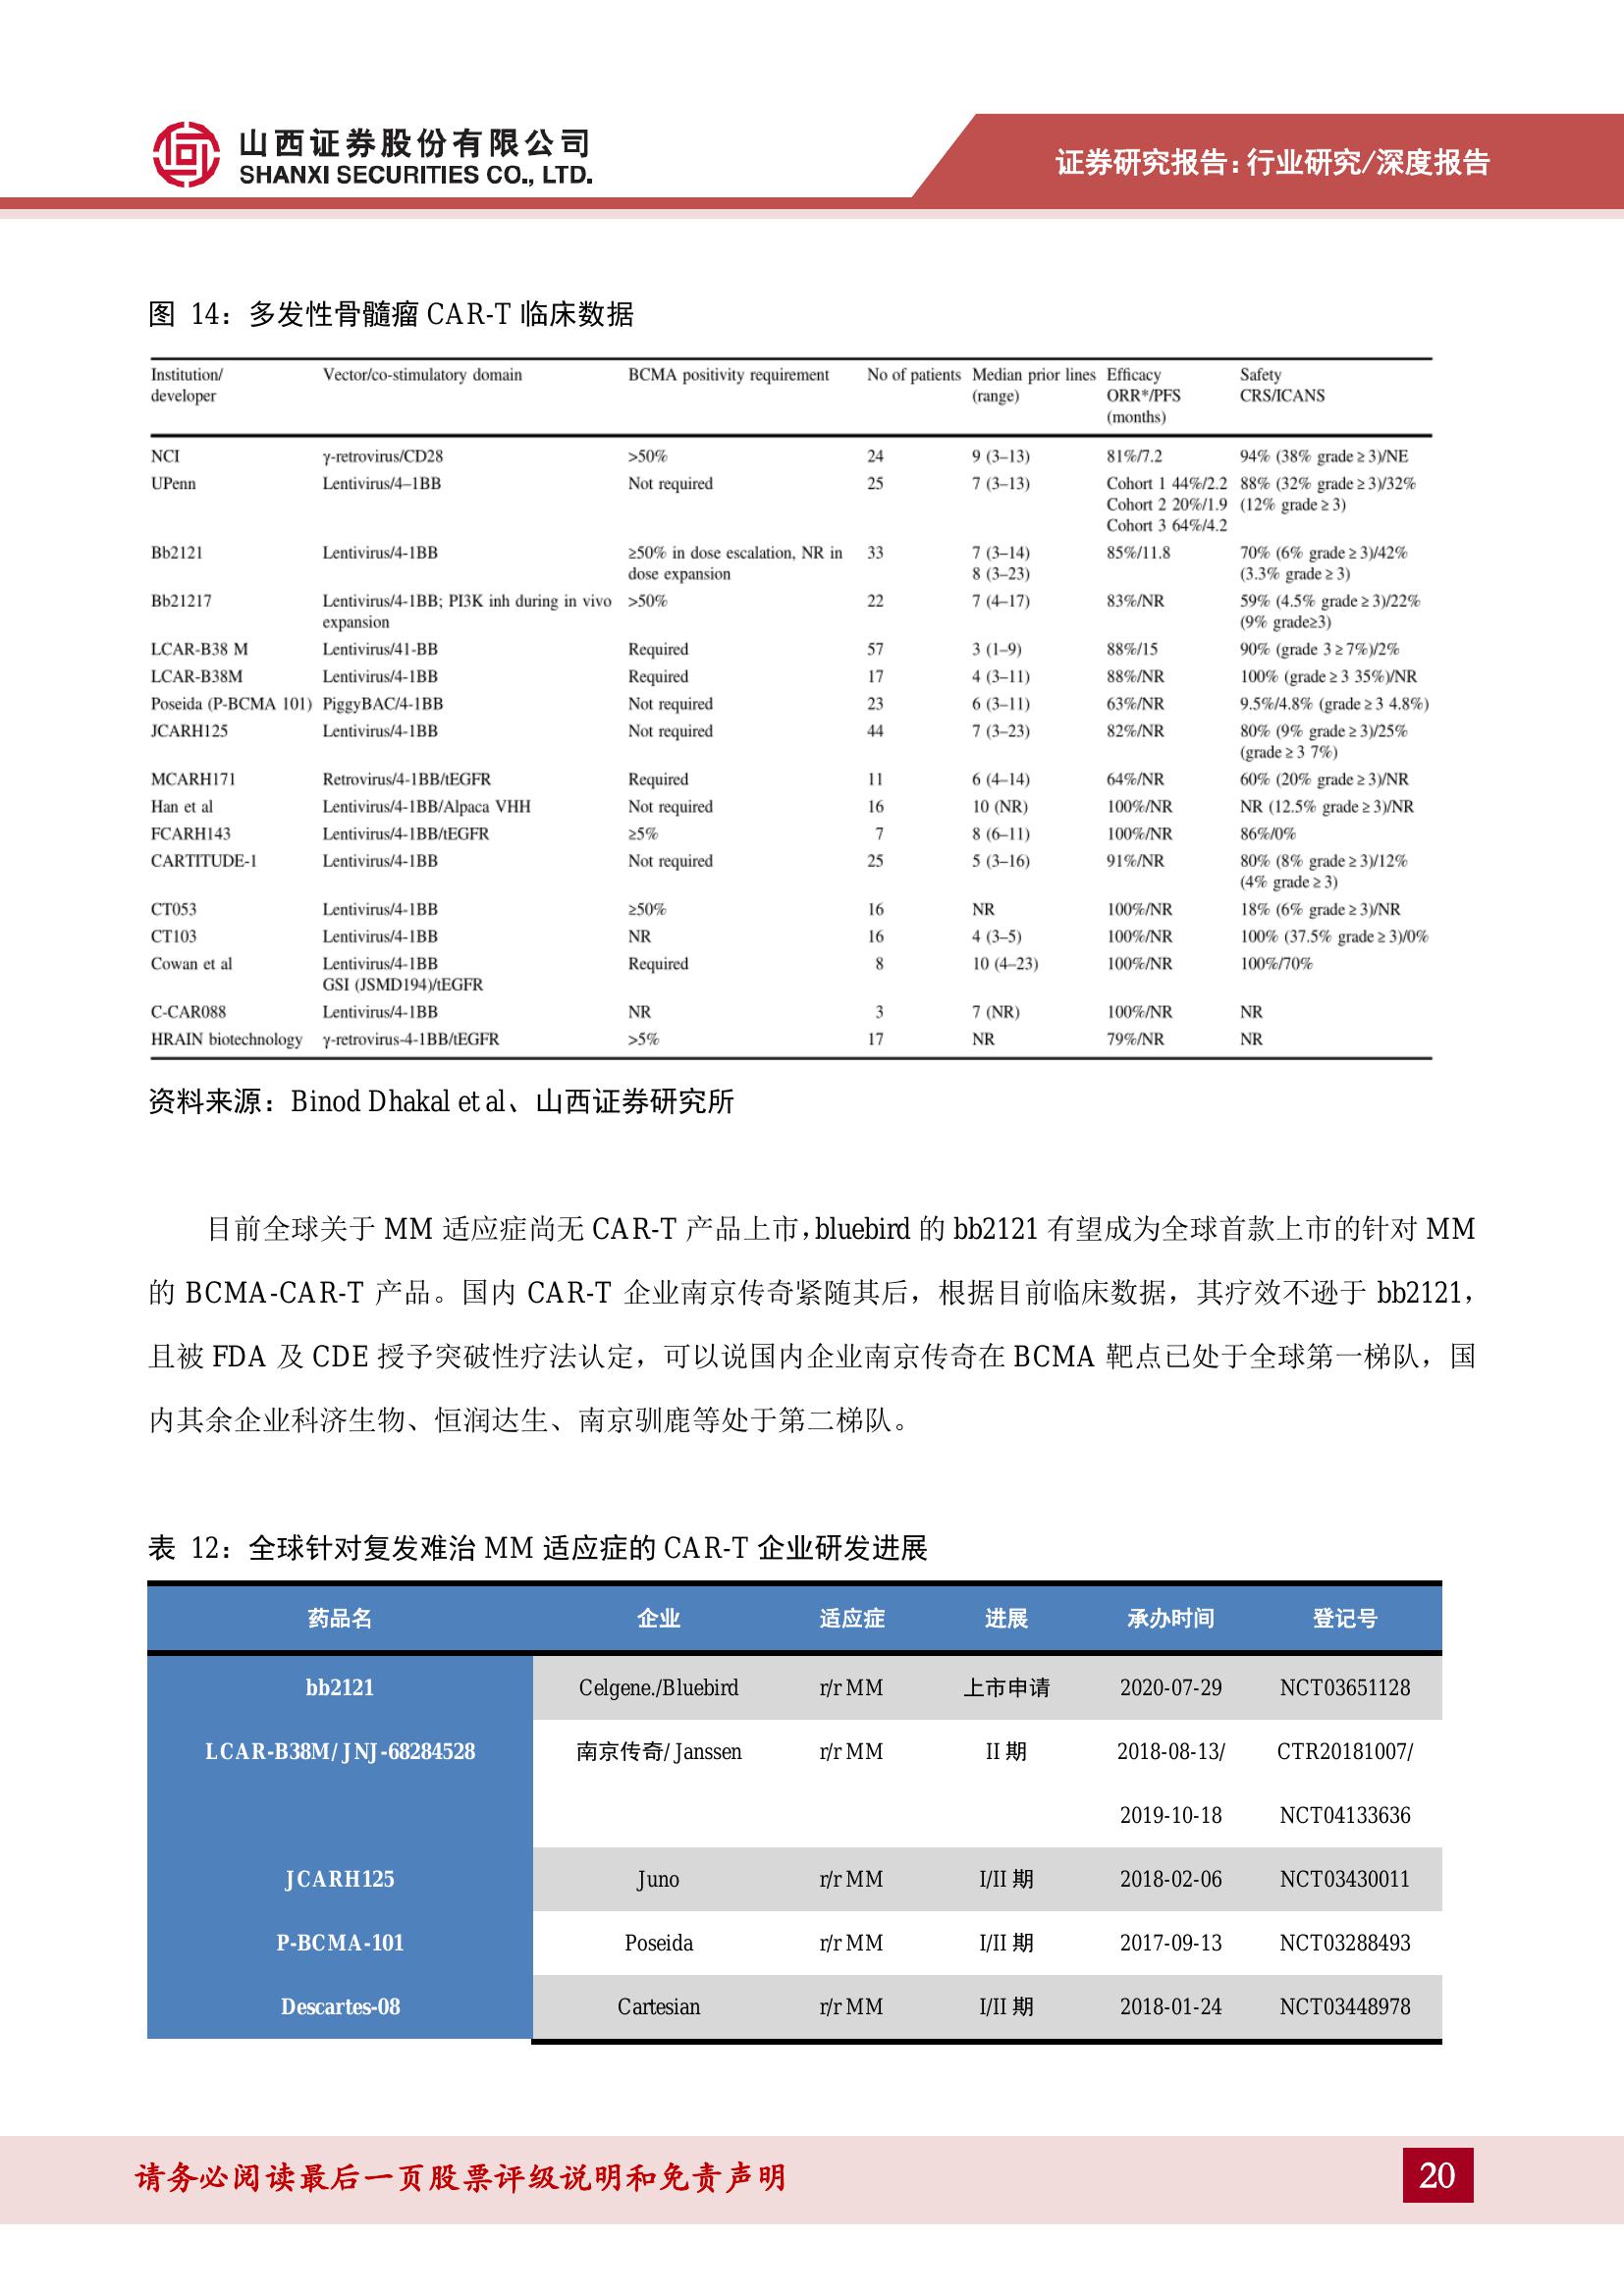 山西证券股份有限公司
SHANXI SECURITIES CO., LTD.
证券研究报告:行业研究/深度报告
图 14：多发性骨髓瘤 CAR-T 临床数据
Institution/ developer Vector/co-stimulatory domain BCMA positivity requirement No of patients Median prior lines (range) Efficacy ORR*/PFS (months) Safety CRS/ICANS
NCI γ-retrovirus/CD28 >50% 24 9 (3–13) 81%/7.2 94% (38% grade ≥ 3)/NE
UPenn Lentivirus/4–1BB Not required 25 7 (3–13) Cohort 1 44%/2.2 88% (32% grade ≥ 3)/32%
Cohort 2 20%/1.9 (12% grade ≥ 3)
Cohort 3 64%/4.2
Bb2121 Lentivirus/4-1BB ≥50% in dose escalation, NR in 33 7 (3–14) 85%/11.8 70% (6% grade ≥ 3)/42%
dose expansion 8 (3–23) (3.3% grade ≥ 3)
Bb21217 Lentivirus/4-1BB; PI3K inh during in vivo >50% 22 7 (4–17) 83%/NR 59% (4.5% grade ≥ 3)/22%
expansion (9% grade≥3)
LCAR-B38 M Lentivirus/41-BB Required 57 3 (1–9) 88%/15 90% (grade 3 ≥ 7%)/2%
LCAR-B38M Lentivirus/4-1BB Required 17 4 (3–11) 88%/NR 100% (grade ≥ 3 35%)/NR
Poseida (P-BCMA 101) PiggyBAC/4-1BB Not required 23 6 (3–11) 63%/NR 9.5%/4.8% (grade ≥ 3 4.8%)
JCARH125 Lentivirus/4-1BB Not required 44 7 (3–23) 82%/NR 80% (9% grade ≥ 3)/25%
(grade ≥ 3 7%)
MCARH171 Retrovirus/4-1BB/tEGFR Required 11 6 (4–14) 64%/NR 60% (20% grade ≥ 3)/NR
Han et al Lentivirus/4-1BB/Alpaca VHH Not required 16 10 (NR) 100%/NR NR (12.5% grade ≥ 3)/NR
FCARH143 Lentivirus/4-1BB/tEGFR ≥5% 7 8 (6–11) 100%/NR 86%/0%
CARTITUDE-1 Lentivirus/4-1BB Not required 25 5 (3–16) 91%/NR 80% (8% grade ≥ 3)/12%
(4% grade ≥ 3)
CT053 Lentivirus/4-1BB ≥50% 16 NR 100%/NR 18% (6% grade ≥ 3)/NR
CT103 Lentivirus/4-1BB NR 16 4 (3–5) 100%/NR 100% (37.5% grade ≥ 3)/0%
Cowan et al Lentivirus/4-1BB Required 8 10 (4–23) 100%/NR 100%/70%
GSI (JSMD194)/tEGFR
C-CAR088 Lentivirus/4-1BB NR 3 7 (NR) 100%/NR NR
HRAIN biotechnology γ-retrovirus-4-1BB/tEGFR >5% 17 NR 79%/NR NR
资料来源：Binod Dhakal et al、山西证券研究所
目前全球关于 MM 适应症尚无 CAR-T 产品上市，bluebird 的 bb2121 有望成为全球首款上市的针对 MM
的 BCMA-CAR-T 产品。国内 CAR-T 企业南京传奇紧随其后，根据目前临床数据，其疗效不逊于 bb2121，
且被 FDA 及 CDE 授予突破性疗法认定，可以说国内企业南京传奇在 BCMA 靶点已处于全球第一梯队，国
内其余企业科济生物、恒润达生、南京驯鹿等处于第二梯队。
表 12：全球针对复发难治 MM 适应症的 CAR-T 企业研发进展
药品名 企业 适应症 进展 承办时间 登记号
bb2121 Celgene./Bluebird r/r MM 上市申请 2020-07-29 NCT03651128
LCAR-B38M/ JNJ-68284528 南京传奇/ Janssen r/r MM II 期 2018-08-13/ CTR20181007/
2019-10-18 NCT04133636
JCARH125 Juno r/r MM I/II 期 2018-02-06 NCT03430011
P-BCMA-101 Poseida r/r MM I/II 期 2017-09-13 NCT03288493
Descartes-08 Cartesian r/r MM I/II 期 2018-01-24 NCT03448978
请务必阅读最后一页股票评级说明和免责声明
20